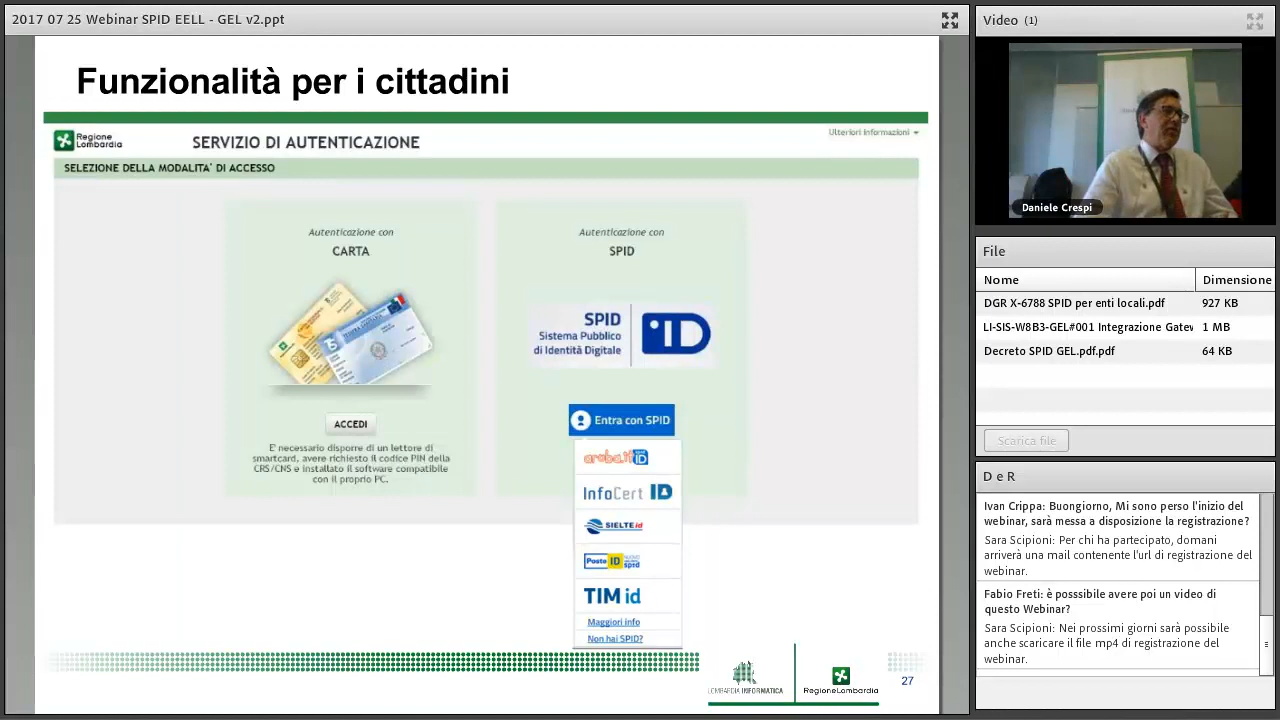 2017 07 25 Webinar SPID EELL - GEL v2.ppt
Funzionalità per i cittadini
Regione
Lombardia
SERVIZIO DI AUTENTICAZIONE
Ulteriori informazioni
SELEZIONE DELLA MODALITA' DI ACCESSO
Autenticazione con
CARTA
ACCEDI
E' necessario disporre di un lettore di
smartcard, avere richiesto il codice PIN della
CRS/CNS e installato il software compatibile
con il proprio PC.
Autenticazione con
SPID
SPID
Sistema Pubblico
di Identità Digitale
iD
Entra con SPID
aruba.it ID
InfoCert ID
SIELTE id
Poste ID
spid
TIM id
Maggiori info
Non hai SPID?
LOMBARDIA INFORMATICA
RegioneLombardia
27
Video (1)
Daniele Crespi
File
Nome
Dimensione
DGR X-6788 SPID per enti locali.pdf
927 KB
LI-SIS-W8B3-GEL#001 Integrazione
1 MB
Decreto SPID GEL.pdf.pdf
64 KB
Scarica file
D e R
Ivan Crippa: Buongiorno, Mi sono perso l'inizio del
webinar, sarà messa a disposizione la registrazione?
Sara Scipioni: Per chi ha partecipato, domani
arriverà una mail contenente l'url di registrazione del
webinar.
Fabio Freti: è posssibile avere poi un video di
questo Webinar?
Sara Scipioni: Nei prossimi giorni sarà possibile
anche scaricare il file mp4 di registrazione del
webinar.